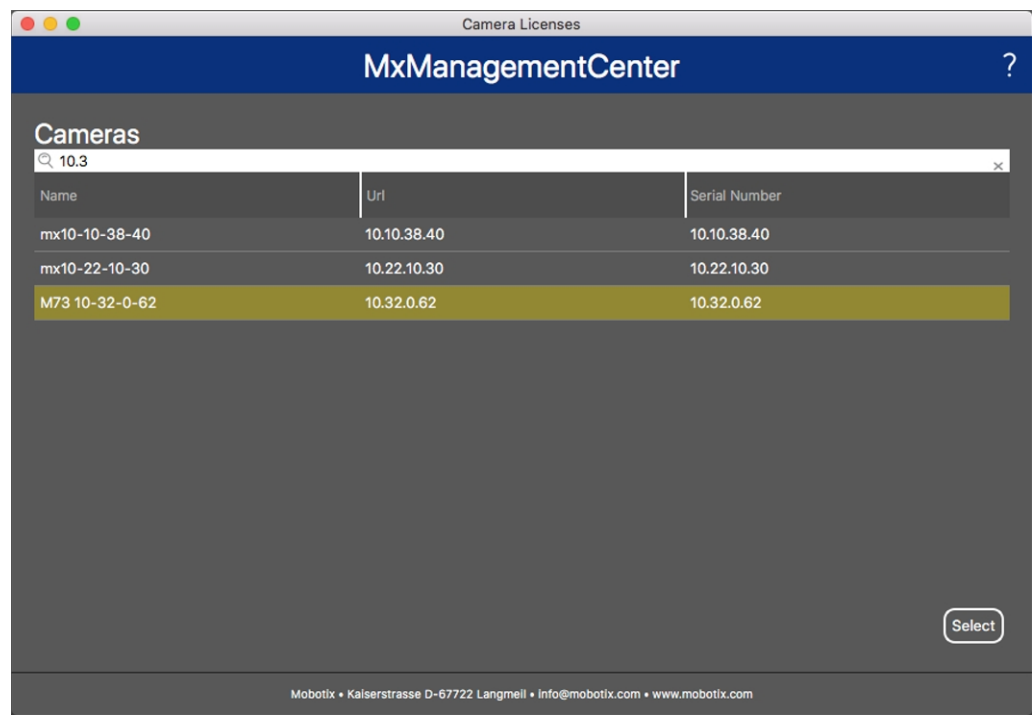 Camera Licenses
MxManagementCenter ?
Cameras
10.3 ×
Name Url Serial Number
mx10-10-38-40 10.10.38.40 10.10.38.40
mx10-22-10-30 10.22.10.30 10.22.10.30
M73 10-32-0-62 10.32.0.62 10.32.0.62
Select
Mobotix • Kaiserstrasse D-67722 Langmeil • info@mobotix.com • www.mobotix.com